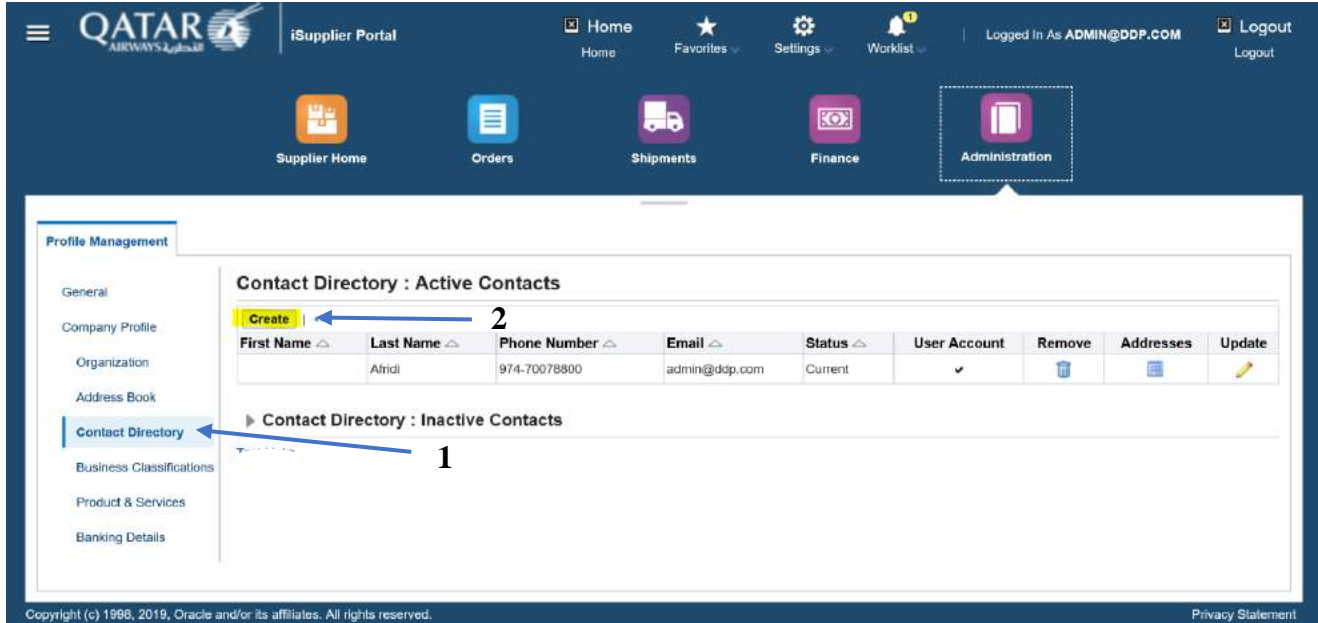 QATAR
AIRWAYS القطرية
iSupplier Portal
Home
Home
Favorites
Settings
1
Worklist
Logged In As ADMIN@DDP.COM
Logout
Logout
Supplier Home
Orders
Shipments
Finance
Administration
Profile Management
General
Company Profile
Organization
Address Book
Contact Directory
Business Classifications
Product & Services
Banking Details
Contact Directory : Active Contacts
Create | 2
First Name Last Name Phone Number Email Status User Account Remove Addresses Update
Afridi 974-70078800 admin@ddp.com Current
Contact Directory : Inactive Contacts
1
Copyright (c) 1998, 2019, Oracle and/or its affiliates. All rights reserved.
Privacy Statement